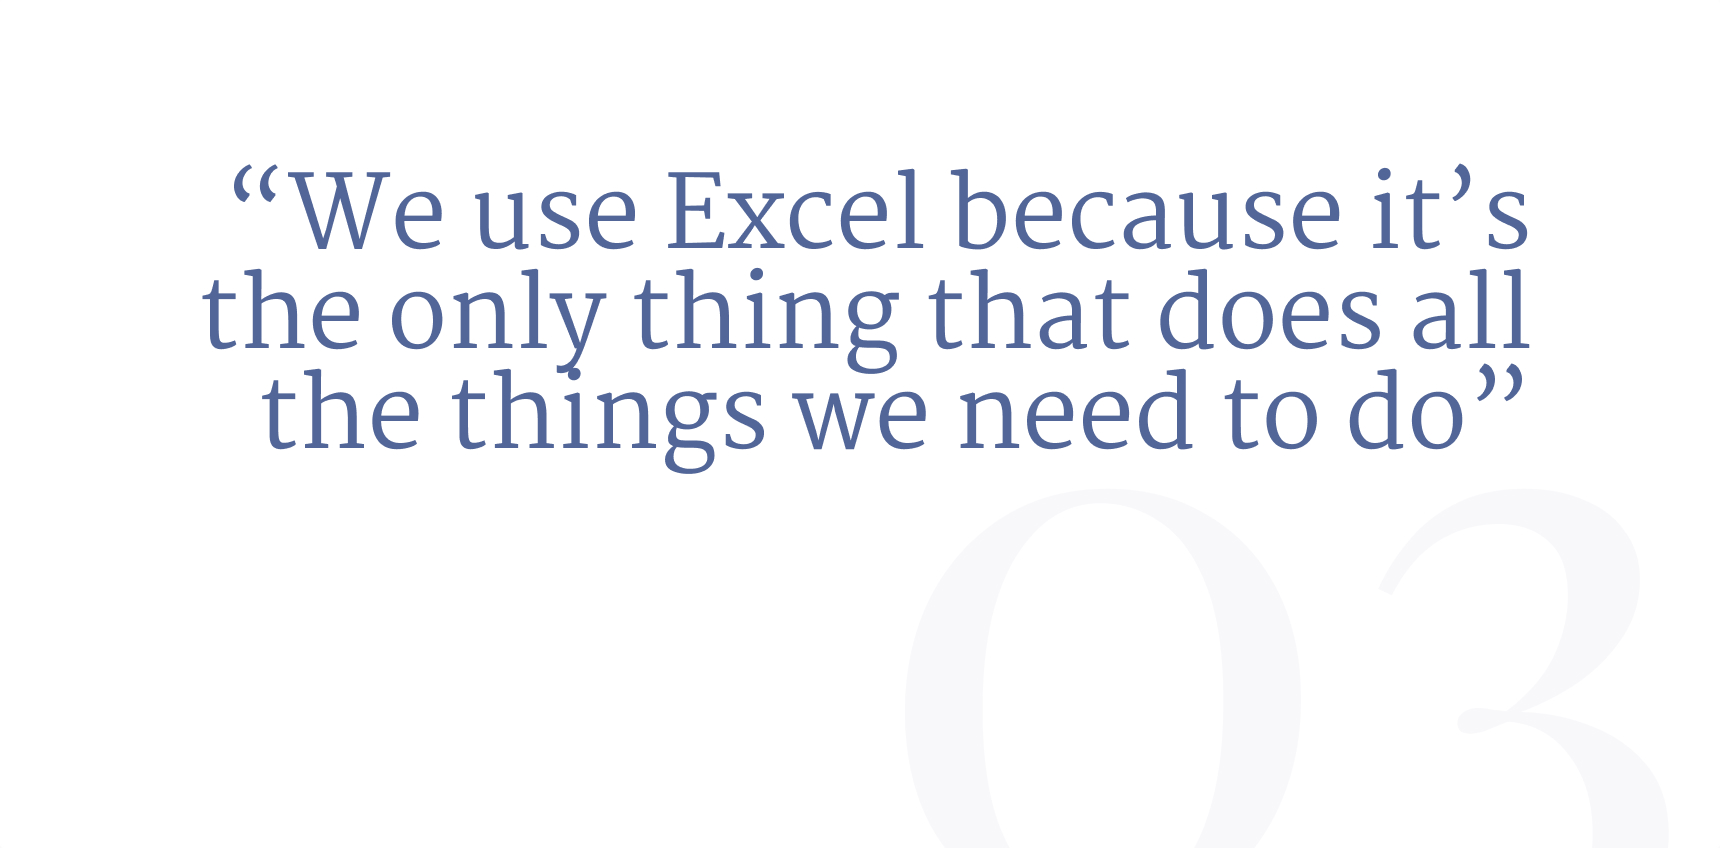 “We use Excel because it’s
the only thing that does all
the things we need to do”
03